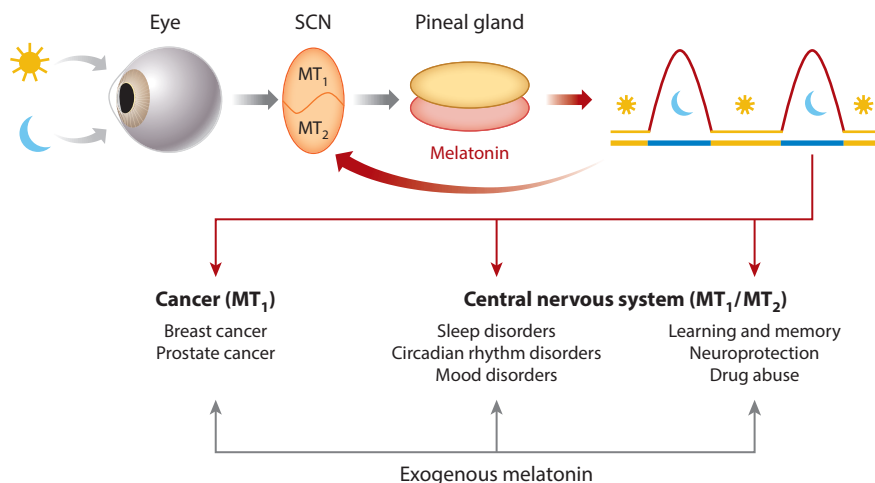 Eye
SCN
Pineal gland
MT₁
MT₂
Melatonin
Cancer (MT₁)
Breast cancer
Prostate cancer
Central nervous system (MT₁/MT₂)
Sleep disorders
Circadian rhythm disorders
Mood disorders
Learning and memory
Neuroprotection
Drug abuse
Exogenous melatonin